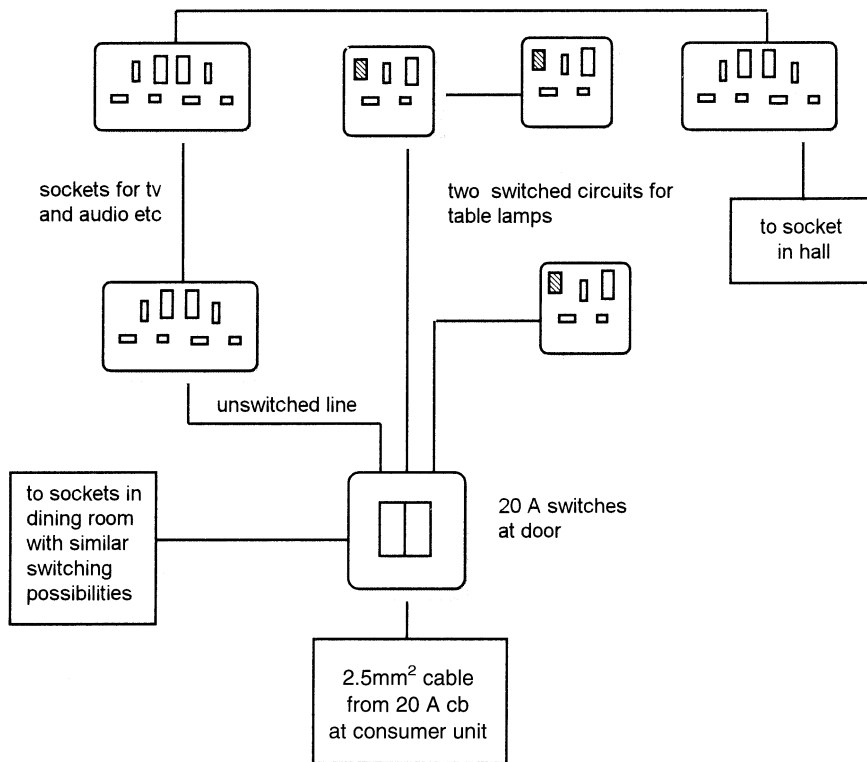 sockets for tv
and audio etc
two switched circuits for
table lamps
to socket
in hall
unswitched line
to sockets in
dining room
with similar
switching
possibilities
20 A switches
at door
2.5mm² cable
from 20 A cb
at consumer unit